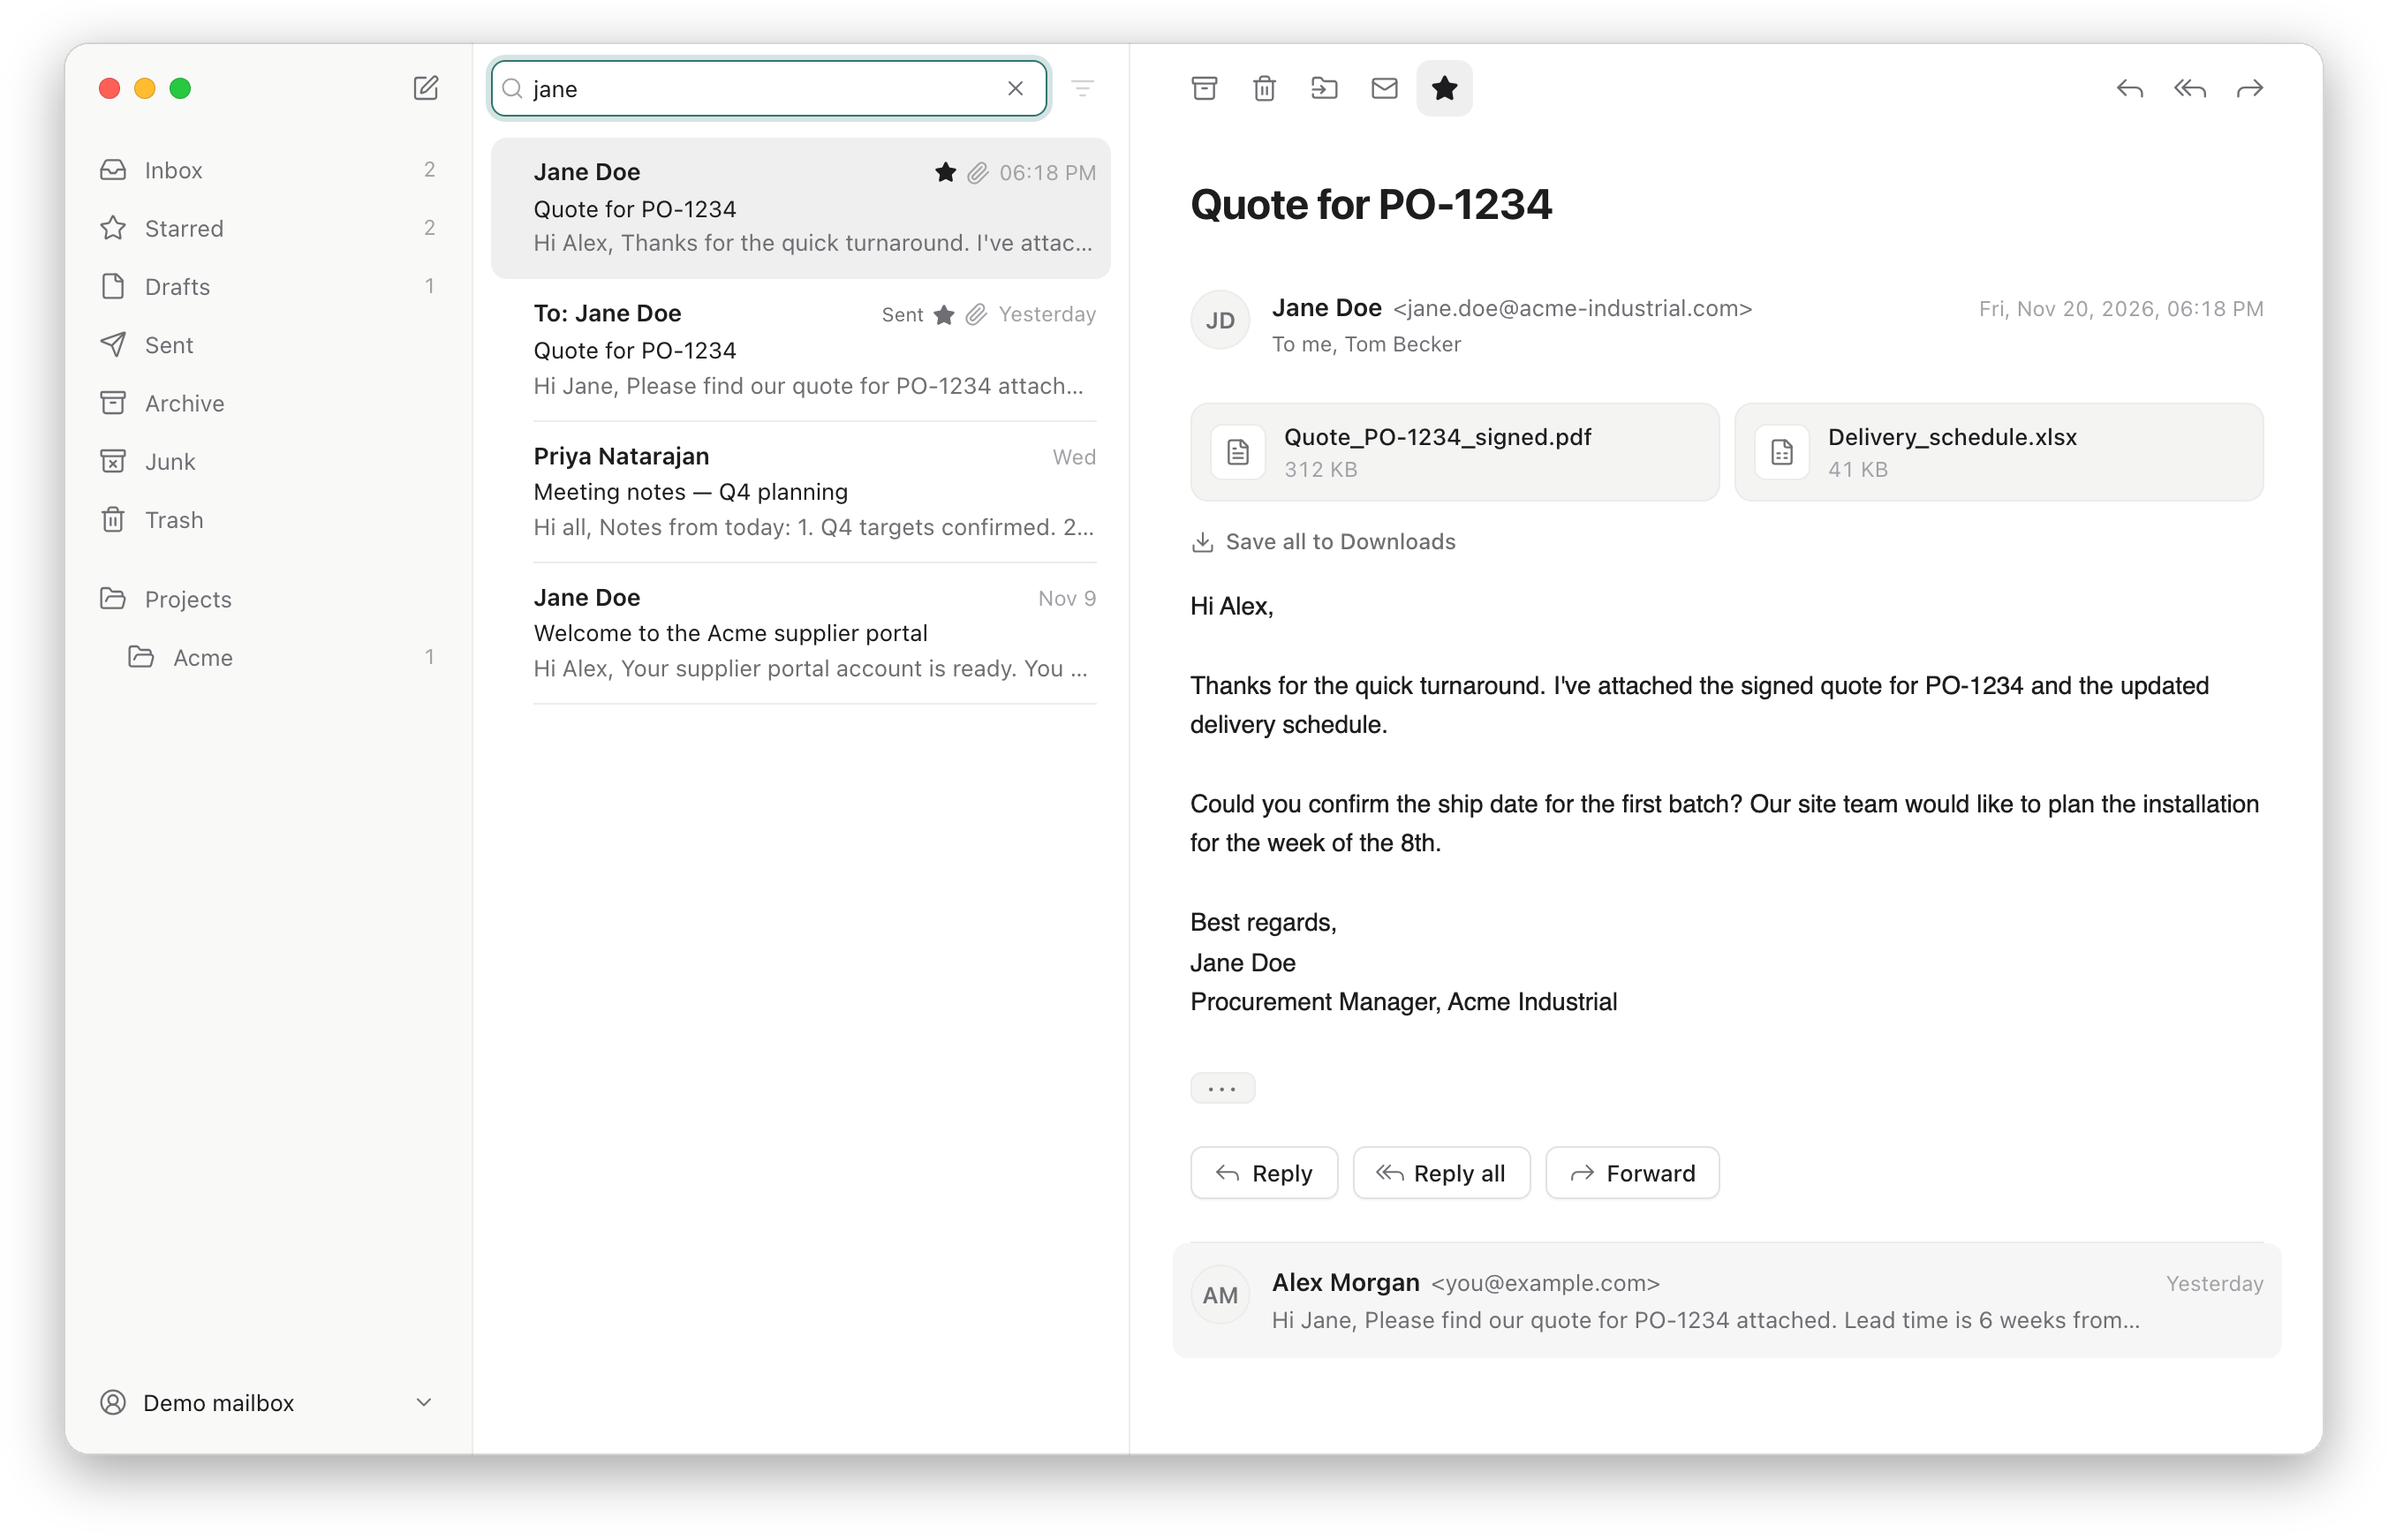 Inbox 2
Starred 2
Drafts 1
Sent
Archive
Junk
Trash
Projects
Acme 1
Demo mailbox
jane
Jane Doe 06:18 PM
Quote for PO-1234
Hi Alex, Thanks for the quick turnaround. I've attac...
To: Jane Doe Sent Yesterday
Quote for PO-1234
Hi Jane, Please find our quote for PO-1234 attach...
Priya Natarajan Wed
Meeting notes — Q4 planning
Hi all, Notes from today: 1. Q4 targets confirmed. 2...
Jane Doe Nov 9
Welcome to the Acme supplier portal
Hi Alex, Your supplier portal account is ready. You ...
Quote for PO-1234
JD
Jane Doe <jane.doe@acme-industrial.com> Fri, Nov 20, 2026, 06:18 PM
To me, Tom Becker
Quote_PO-1234_signed.pdf
312 KB
Delivery_schedule.xlsx
41 KB
Save all to Downloads
Hi Alex,
Thanks for the quick turnaround. I've attached the signed quote for PO-1234 and the updated
delivery schedule.
Could you confirm the ship date for the first batch? Our site team would like to plan the installation
for the week of the 8th.
Best regards,
Jane Doe
Procurement Manager, Acme Industrial
...
Reply Reply all Forward
AM
Alex Morgan <you@example.com> Yesterday
Hi Jane, Please find our quote for PO-1234 attached. Lead time is 6 weeks from...